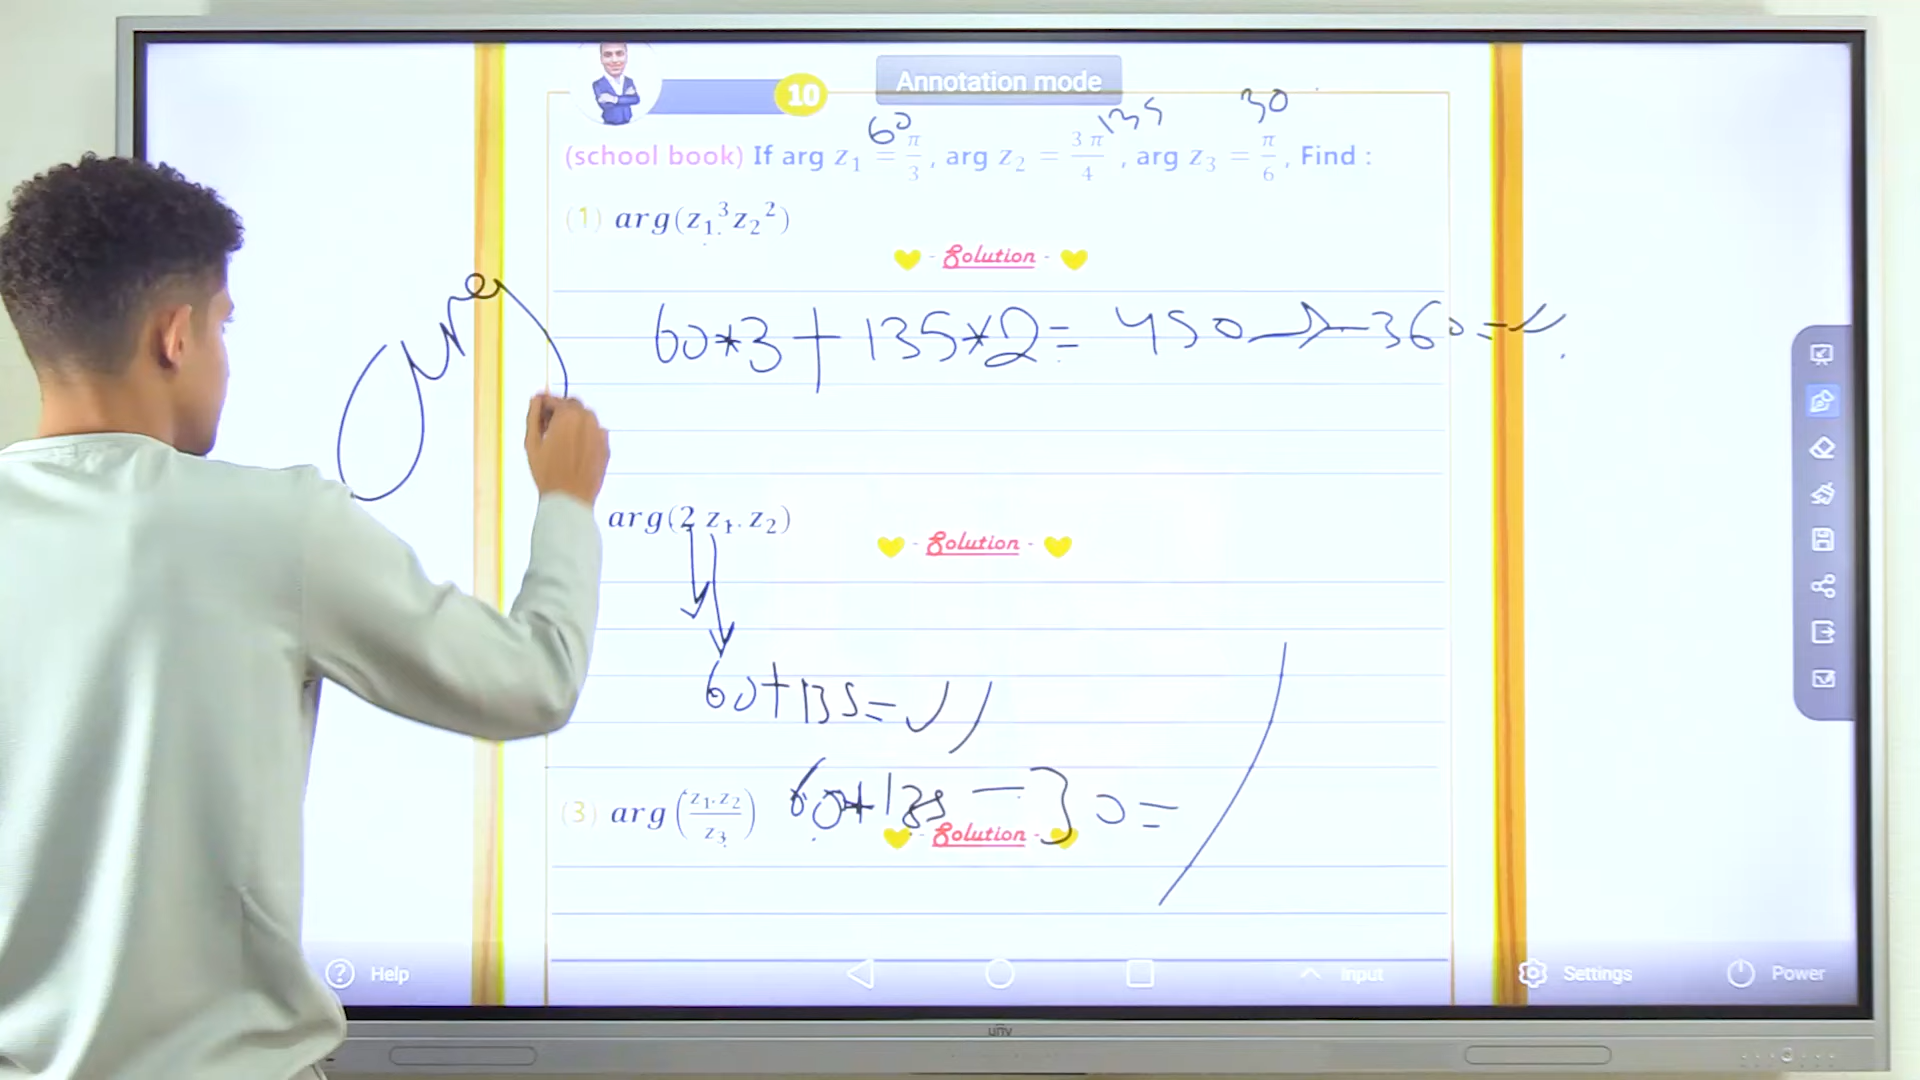 Annotation mode
10
60 135 30
(school book) If arg z₁ = π/3, arg z₂ = 3π/4, arg z₃ = π/6, Find :
(1) arg(z₁³z₂²)
- Solution -
60*3 + 135*2 = 450 → -360 =
arg(2 z₁. z₂)
- Solution -
60+135=
(3) arg(z₁.z₂/z₃) 60+135 - 30 =
- Solution -
Help Input Settings Power
unv